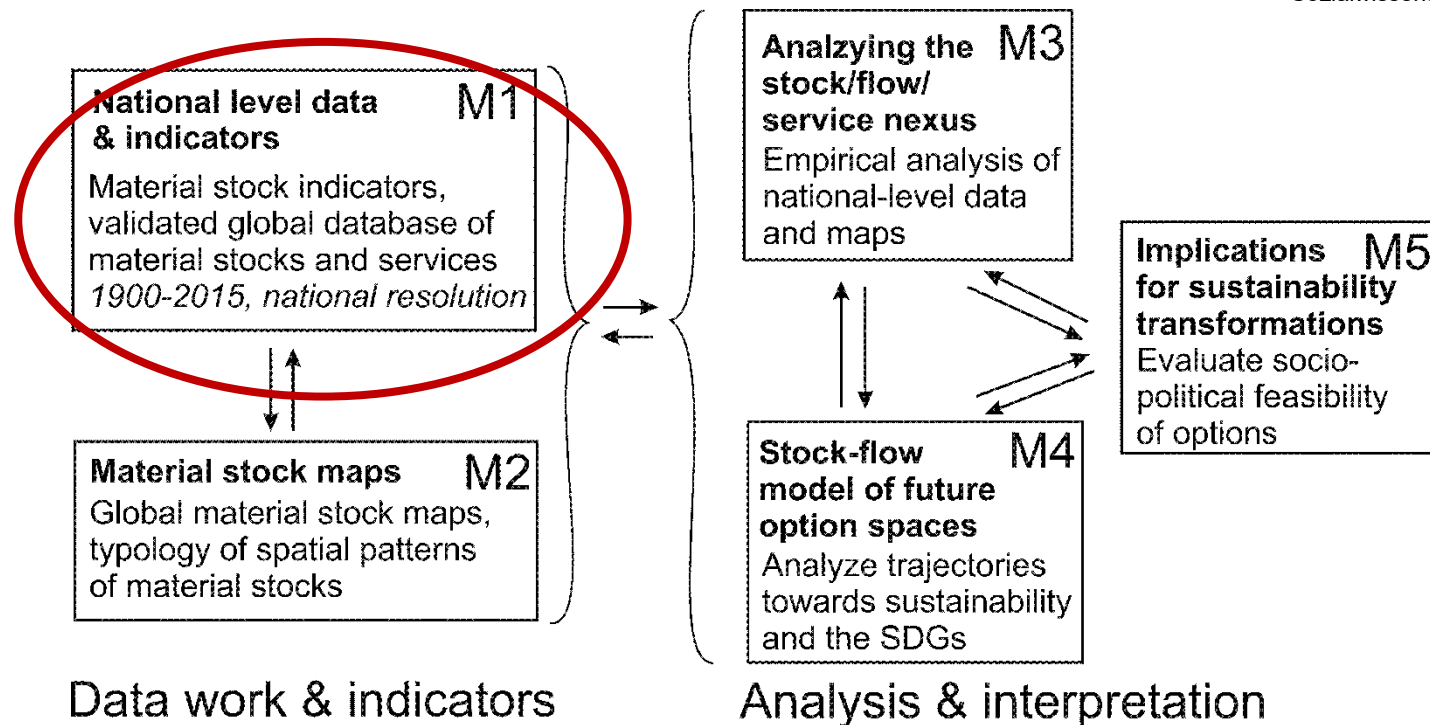 National level data M1
& indicators
Material stock indicators,
validated global database of
material stocks and services
1900-2015, national resolution
Material stock maps M2
Global material stock maps,
typology of spatial patterns
of material stocks
Data work & indicators
Analzying the M3
stock/flow/
service nexus
Empirical analysis of
national-level data
and maps
Stock-flow M4
model of future
option spaces
Analyze trajectories
towards sustainability
and the SDGs
Implications M5
for sustainability
transformations
Evaluate socio-
political feasibility
of options
Analysis & interpretation